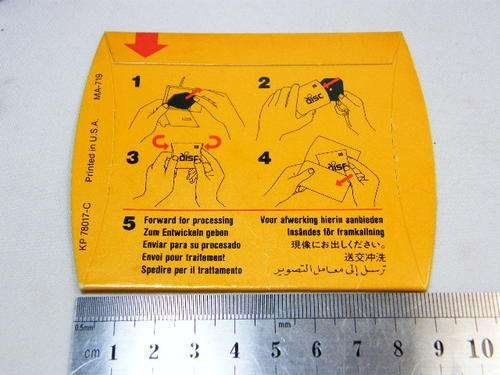 MA-719
Printed in U.S.A.
KP 78017-C
1
2
disc
3
disc
4
disc
5
Forward for processing
Zum Entwickeln geben
Enviar para su procesado
Envoi pour traitement!
Spedire per il trattamento
Voor afwerking hierin aanbieden
Insändes för framkallning
現像にお出しください。
送交冲洗
ترسل إلى معامل التصوير
0.5mm
mm
cm 1 2 3 4 5 6 7 8 9 10